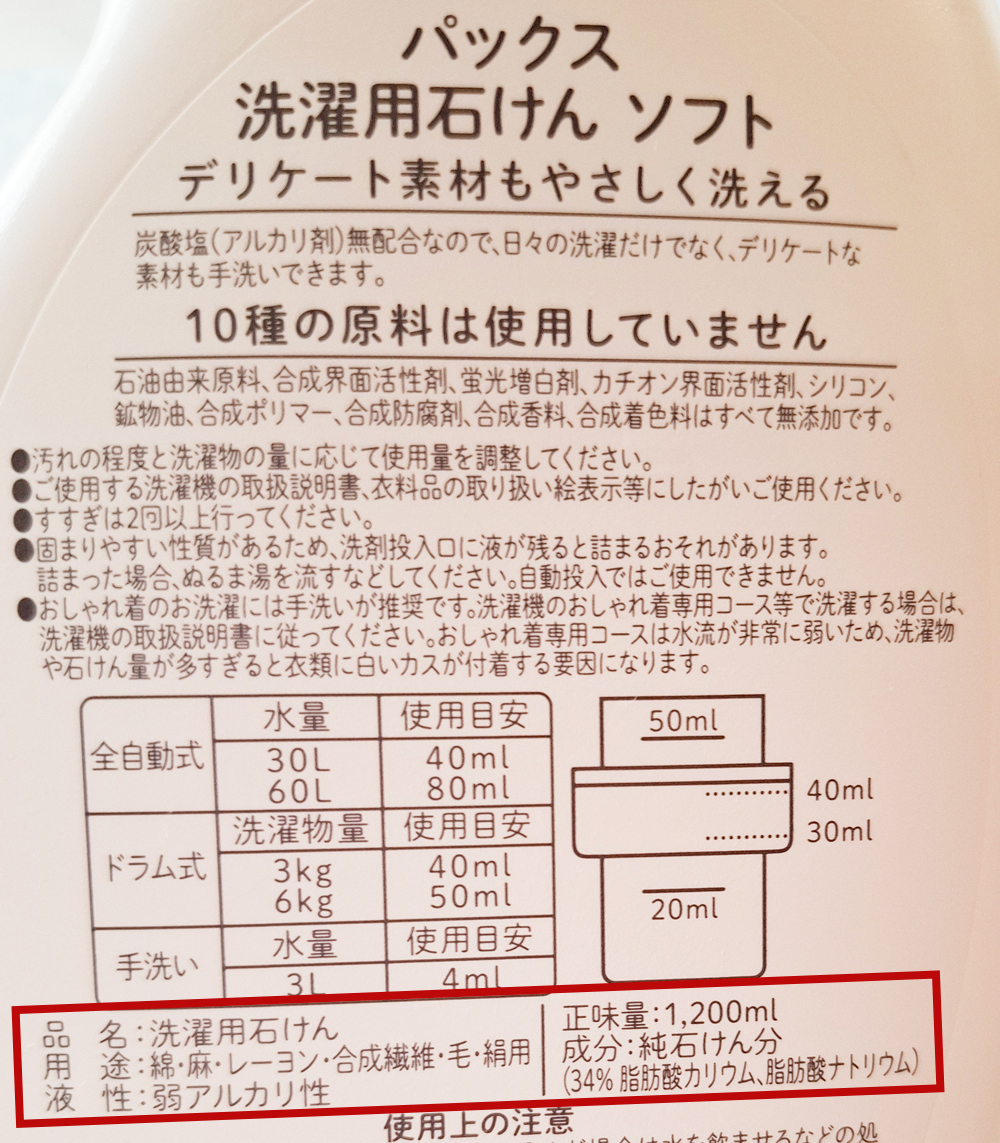 パックス
洗濯用石けん ソフト
デリケート素材もやさしく洗える
炭酸塩(アルカリ剤)無配合なので、日々の洗濯だけでなく、デリケートな
素材も手洗いできます。
10種の原料は使用していません
石油由来原料、合成界面活性剤、蛍光増白剤、カチオン界面活性剤、シリコン、
鉱物油、合成ポリマー、合成防腐剤、合成香料、合成着色料はすべて無添加です。
●汚れの程度と洗濯物の量に応じて使用量を調整してください。
●ご使用する洗濯機の取扱説明書、衣料品の取り扱い絵表示等にしたがいご使用ください。
●すすぎは2回以上行ってください。
●固まりやすい性質があるため、洗剤投入口に液が残ると詰まるおそれがあります。
詰まった場合、ぬるま湯を流すなどしてください。自動投入ではご使用できません。
●おしゃれ着のお洗濯には手洗いが推奨です。洗濯機のおしゃれ着専用コース等で洗濯する場合は、
洗濯機の取扱説明書に従ってください。おしゃれ着専用コースは水流が非常に弱いため、洗濯物
や石けん量が多すぎると衣類に白いカスが付着する要因になります。
全自動式 水量 使用目安
30L 40ml
60L 80ml
ドラム式 洗濯物量 使用目安
3kg 40ml
6kg 50ml
手洗い 水量 使用目安
3L 4ml
50ml
40ml
30ml
20ml
品 名:洗濯用石けん
用 途:綿・麻・レーヨン・合成繊維・毛・絹用
液 性:弱アルカリ性
正味量:1,200ml
成分:純石けん分
(34% 脂肪酸カリウム、脂肪酸ナトリウム)
使用上の注意
場合は水を飲ませるなどの処